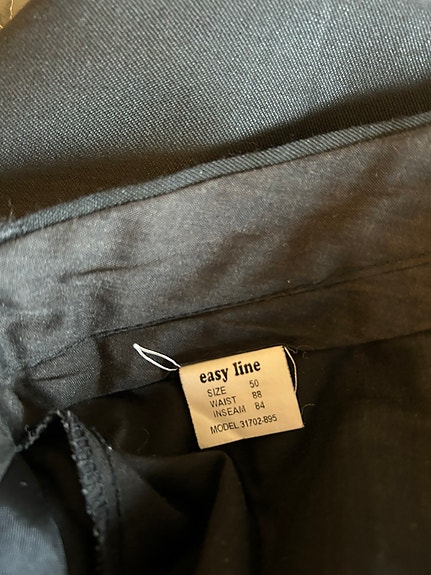 easy line
SIZE 50
WAIST 88
INSEAM 84
MODEL 31702-895